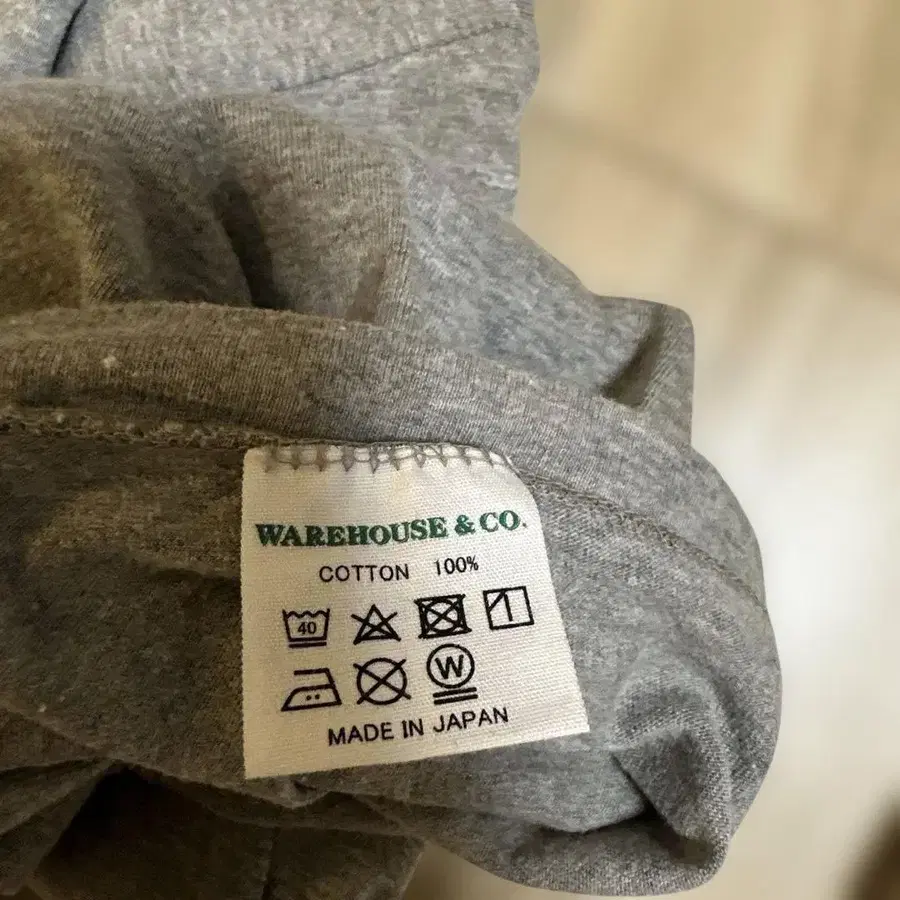 WAREHOUSE & CO.
COTTON 100%
40
W
MADE IN JAPAN